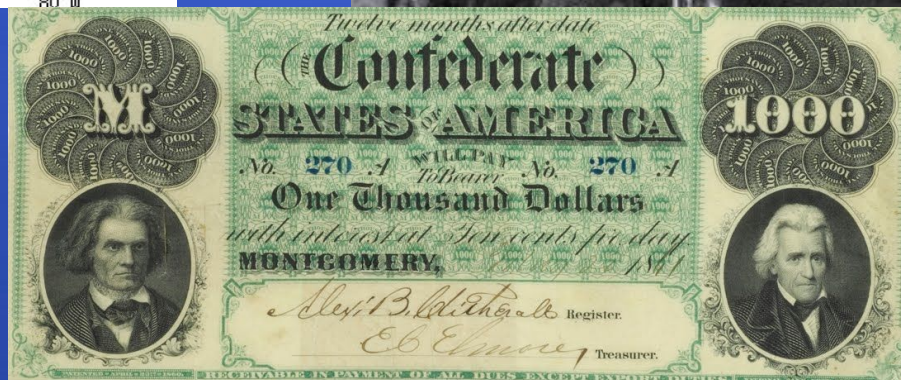 Twelve months after date
THE Confederate
STATES OF AMERICA
M
1000
WILL PAY
No. 270 A To Bearer No. 270 A
One Thousand Dollars
with interest at Ten cents per day
MONTGOMERY, 1861
Register.
E C Elmore, Treasurer.
RECEIVABLE IN PAYMENT OF ALL DUES EXCEPT EXPORT DUTIES